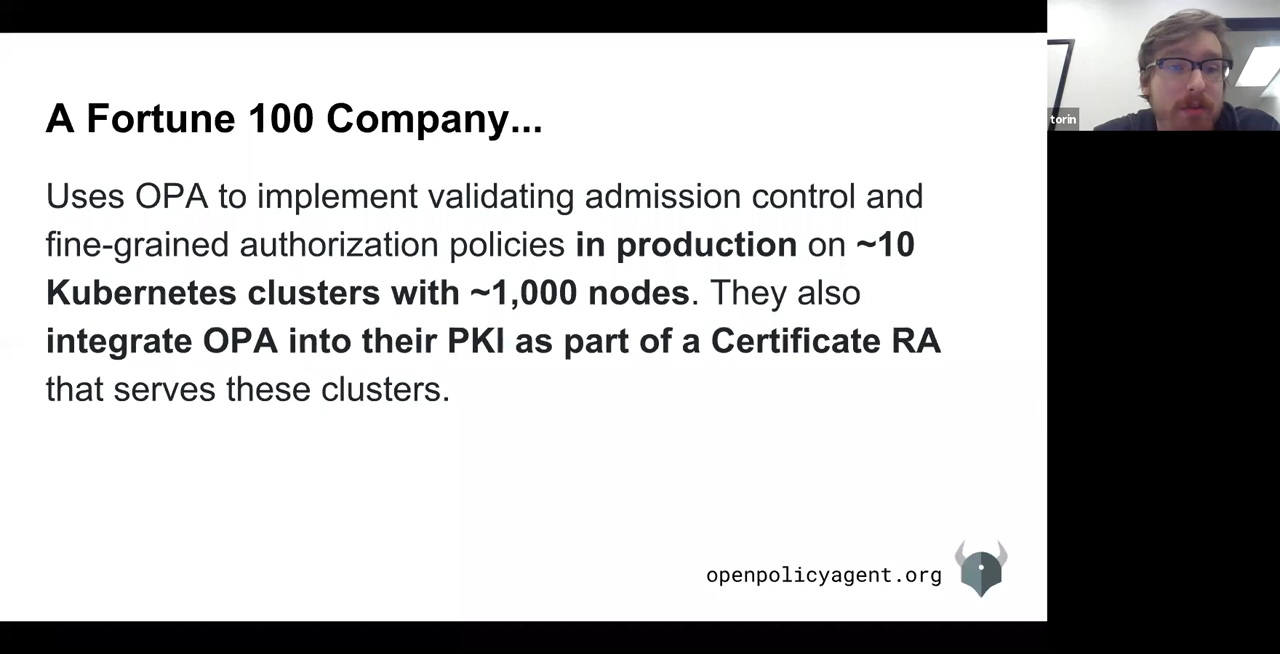 A Fortune 100 Company...
Uses OPA to implement validating admission control and
fine-grained authorization policies in production on ~10
Kubernetes clusters with ~1,000 nodes. They also
integrate OPA into their PKI as part of a Certificate RA
that serves these clusters.
openpolicyagent.org
torin